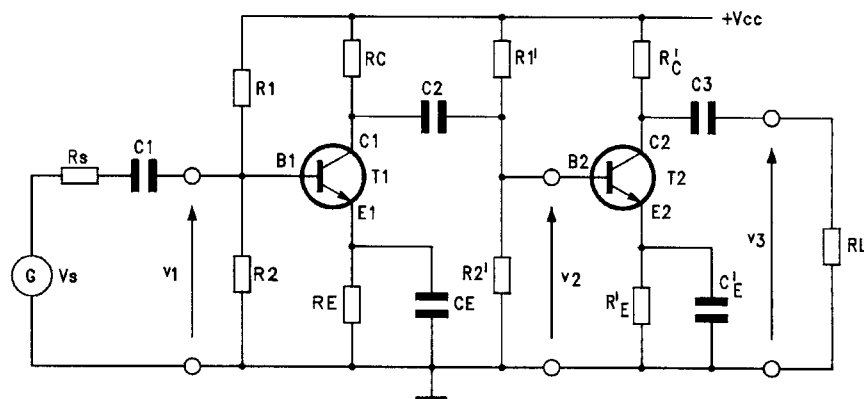 +Vcc
RC
R1'
R'C
R1
C2
C3
Rs
C1
B1
C1
T1
E1
B2
C2
T2
E2
G
Vs
v1
R2
RE
CE
R2'
v2
R'E
C'E
v3
RL